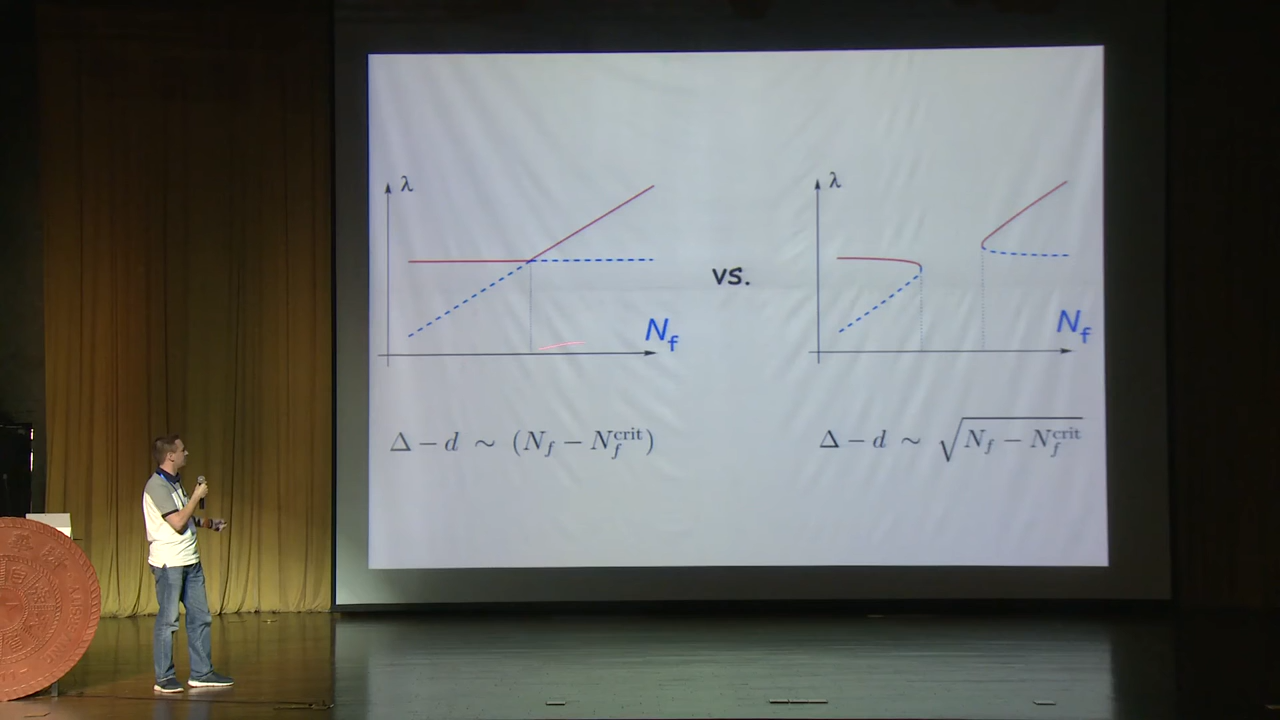 λ
N_f
Δ − d ∼ (N_f − N_f^crit)
vs.
λ
N_f
Δ − d ∼ √(N_f − N_f^crit)